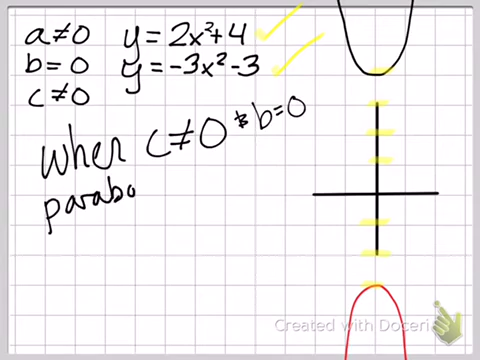 a ≠ 0 y = 2x²+4
b = 0 y = -3x²-3
c ≠ 0
when c ≠ 0 & b = 0
parabo
Created with Doceri